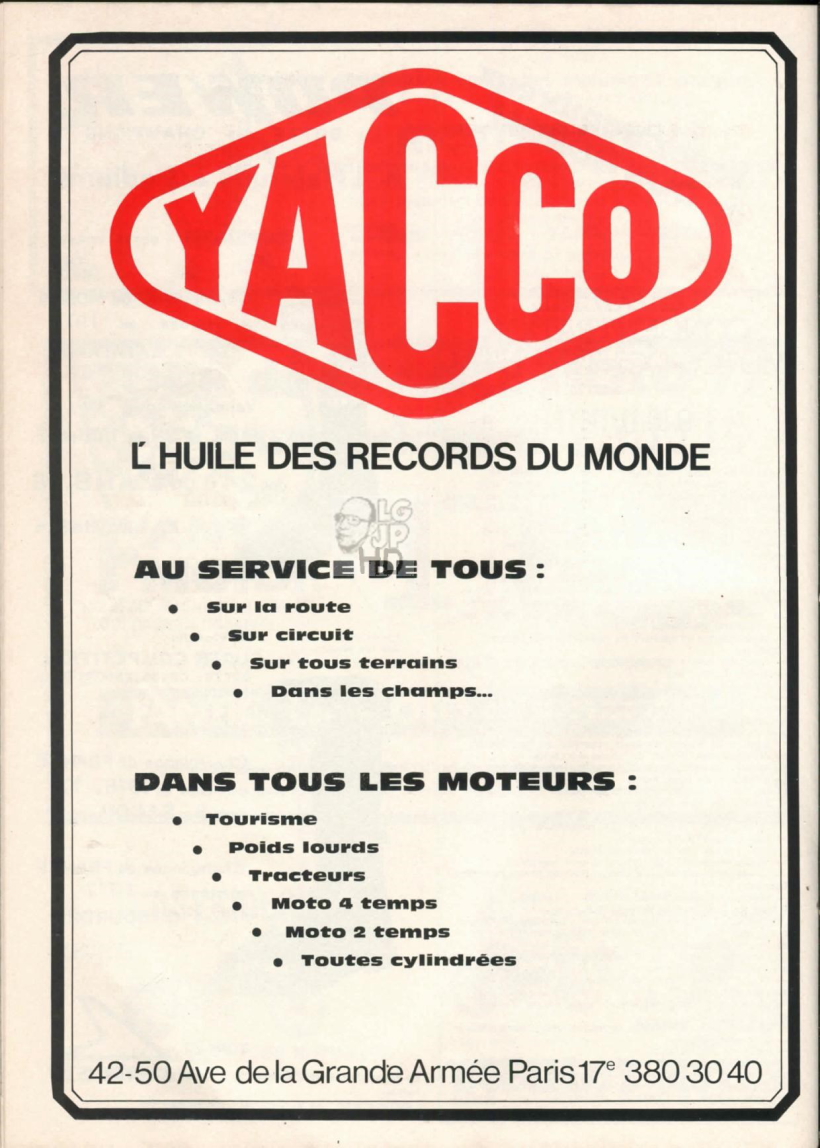 YACCO
L'HUILE DES RECORDS DU MONDE
LG
JP
HD
AU SERVICE DE TOUS :
• Sur la route
• Sur circuit
• Sur tous terrains
• Dans les champs...
DANS TOUS LES MOTEURS :
• Tourisme
• Poids lourds
• Tracteurs
• Moto 4 temps
• Moto 2 temps
• Toutes cylindrées
42-50 Ave de la Grande Armée Paris 17e 380 30 40